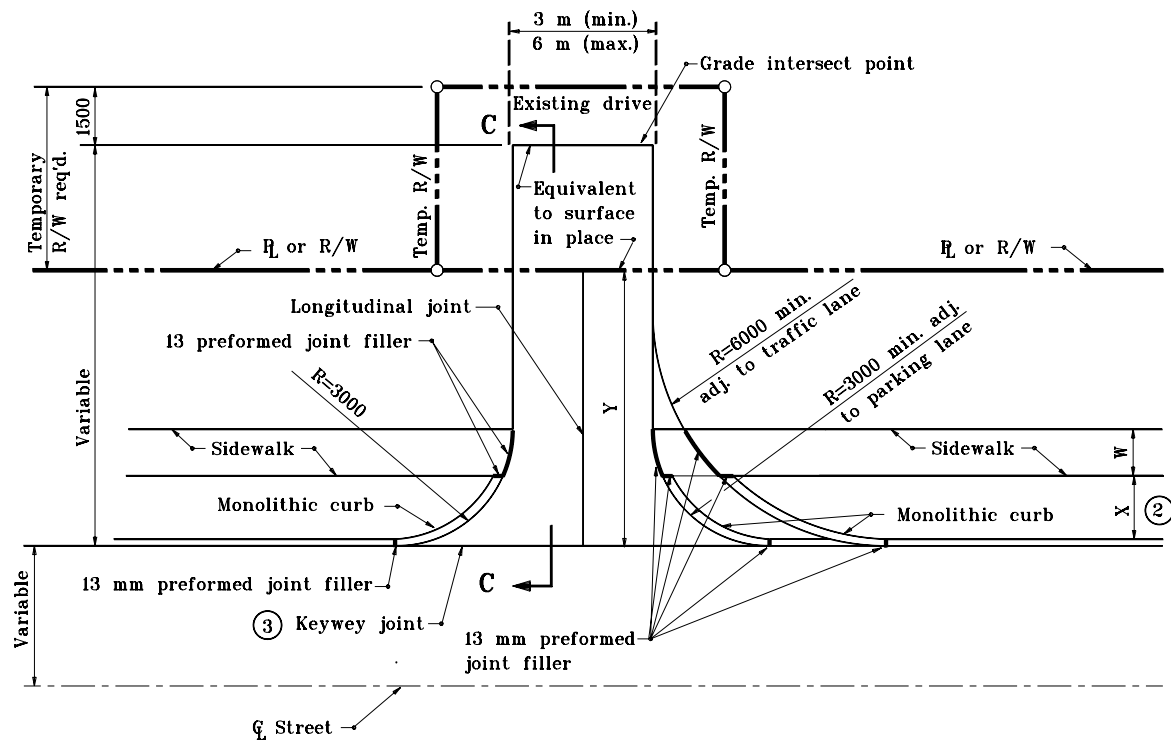 3 m (min.)
6 m (max.)
Grade intersect point
1500
Existing drive
C
Temporary
R/W req'd.
Temp. R/W
Temp. R/W
Equivalent
to surface
in place
PL or R/W
PL or R/W
Longitudinal joint
13 preformed joint filler
R=3000
R=6000 min.
adj. to traffic lane
R=3000 min. adj.
to parking lane
Variable
Y
Sidewalk
Sidewalk
W
Monolithic curb
Monolithic curb
X
2
13 mm preformed joint filler
C
3 Keywey joint
Variable
13 mm preformed
joint filler
CL Street